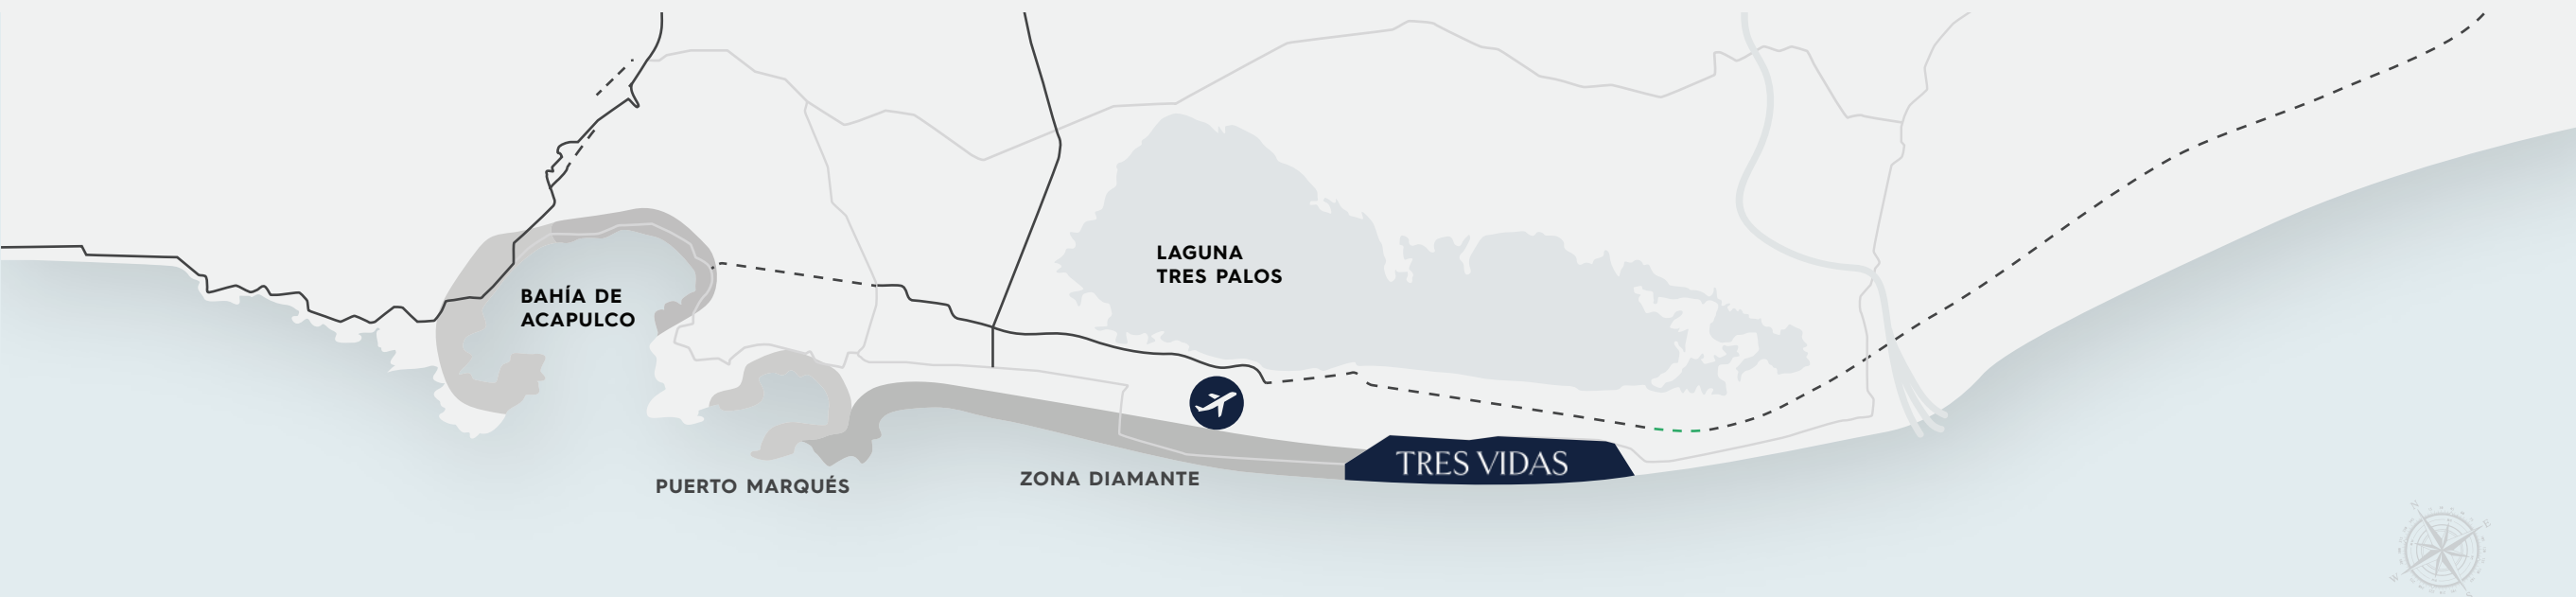 LAGUNA
TRES PALOS
BAHÍA DE
ACAPULCO
TRES VIDAS
PUERTO MARQUÉS
ZONA DIAMANTE
N
E
W
S